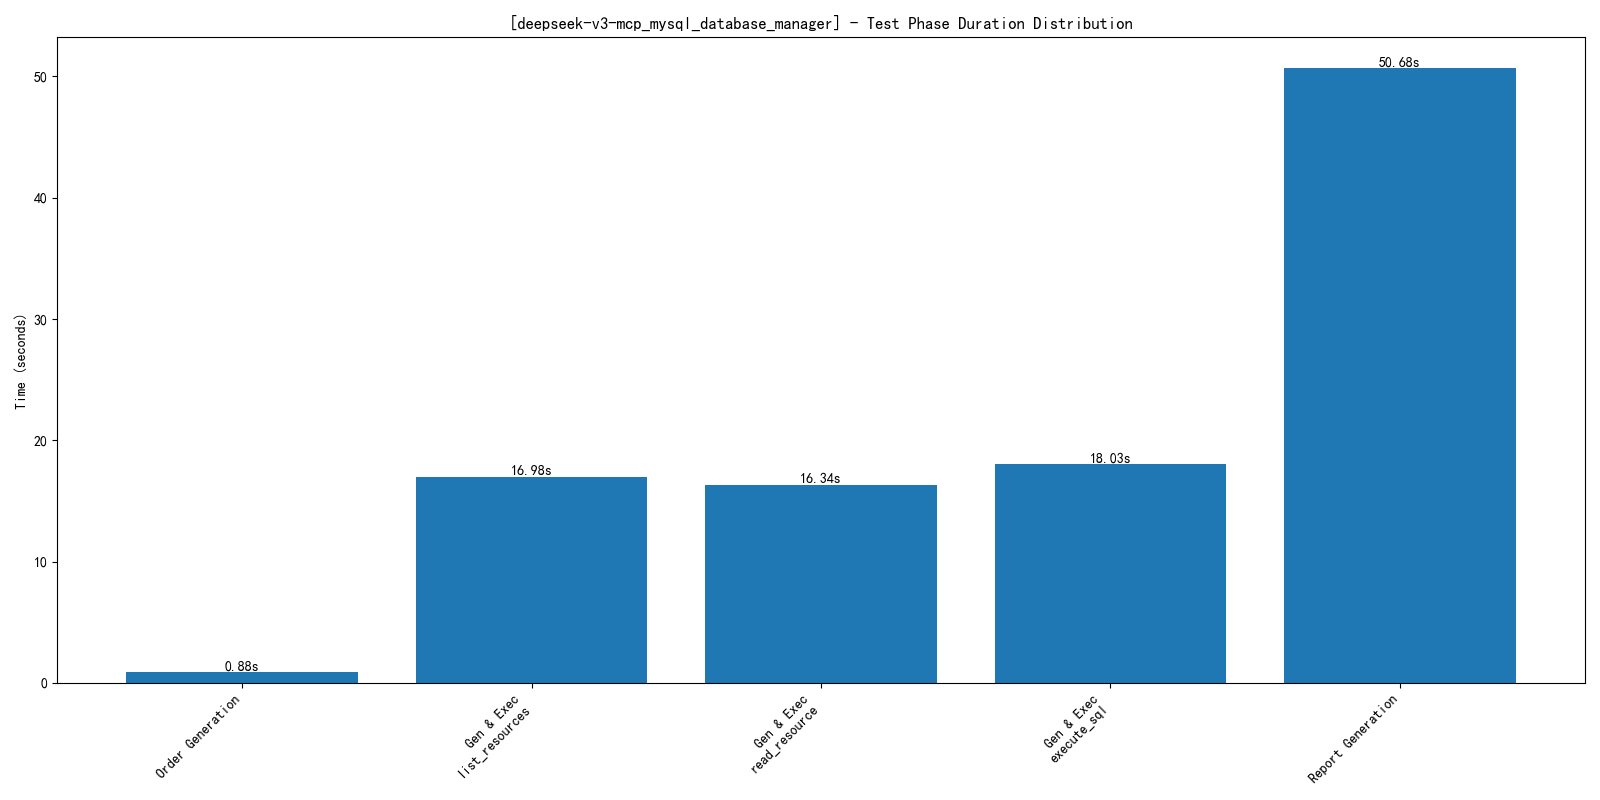 [deepseek-v3-mcp_mysql_database_manager] - Test Phase Duration Distribution
Time (seconds)
50
40
30
20
10
0
0.88s
16.98s
16.34s
18.03s
50.68s
Order Generation
Gen & Exec
list_resources
Gen & Exec
read_resource
Gen & Exec
execute_sql
Report Generation